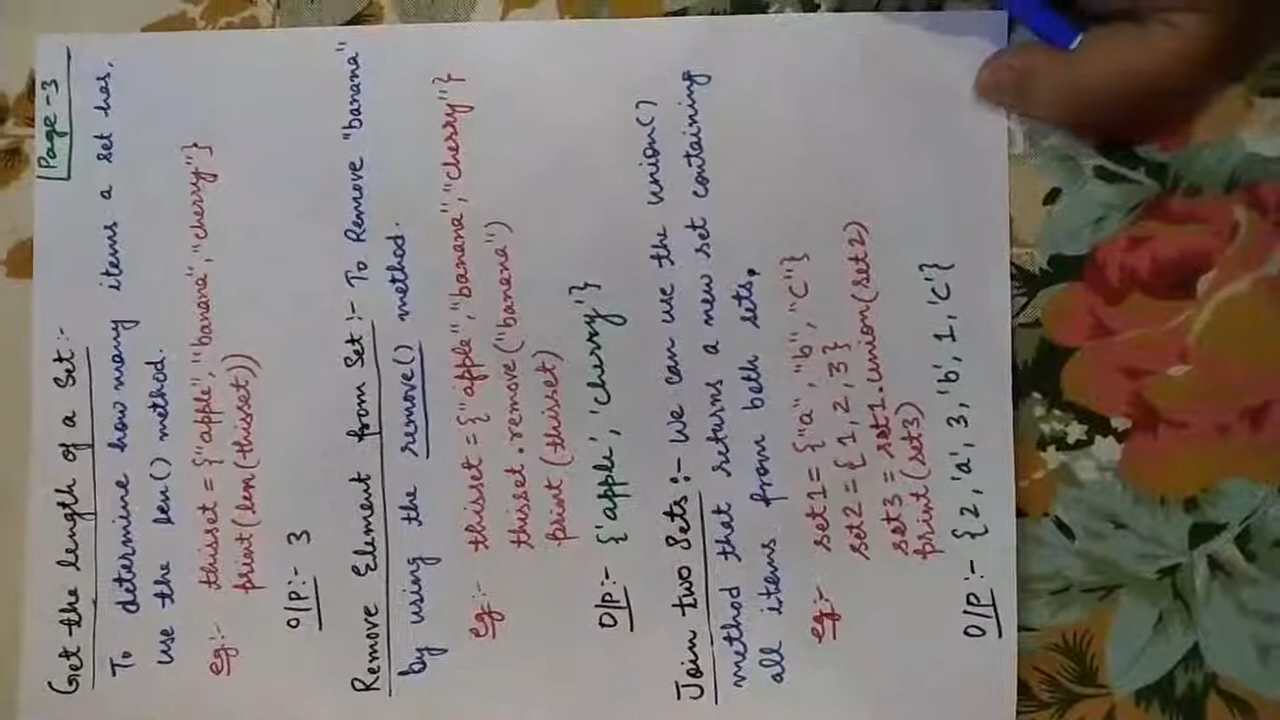 Page-3
Get the length of a Set:-
To determine how many items a set has,
use the len() method.
eg:- thisset = {"apple","banana","cherry"}
print(len(thisset))
O/P:- 3
Remove Element from Set:- To Remove "banana"
by using the remove() method.
eg:- thisset = {"apple","banana","cherry"}
thisset.remove("banana")
print(thisset)
O/P:- {'apple','cherry'}
Join two Sets:- We can use the union()
method that returns a new set containing
all items from both sets,
eg:- set1 = {"a","b","c"}
set2 = {1,2,3}
set3 = set1.union(set2)
print(set3)
O/P:- {2,'a',3,'b',1,'c'}